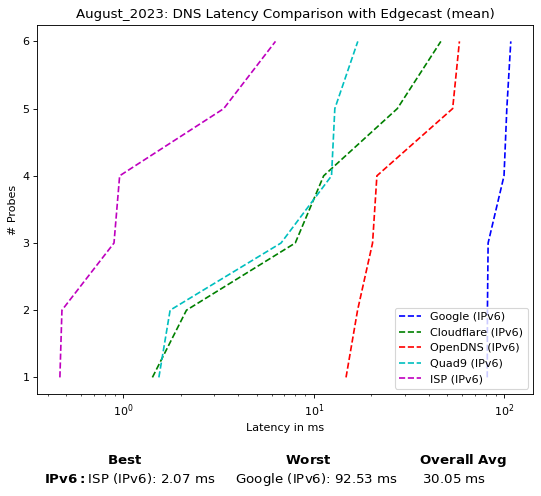 August_2023: DNS Latency Comparison with Edgecast (mean)
6
5
4
3
2
1
# Probes
10⁰
10¹
10²
Latency in ms
Google (IPv6)
Cloudflare (IPv6)
OpenDNS (IPv6)
Quad9 (IPv6)
ISP (IPv6)
Best Worst Overall Avg
IPv6: ISP (IPv6): 2.07 ms Google (IPv6): 92.53 ms 30.05 ms